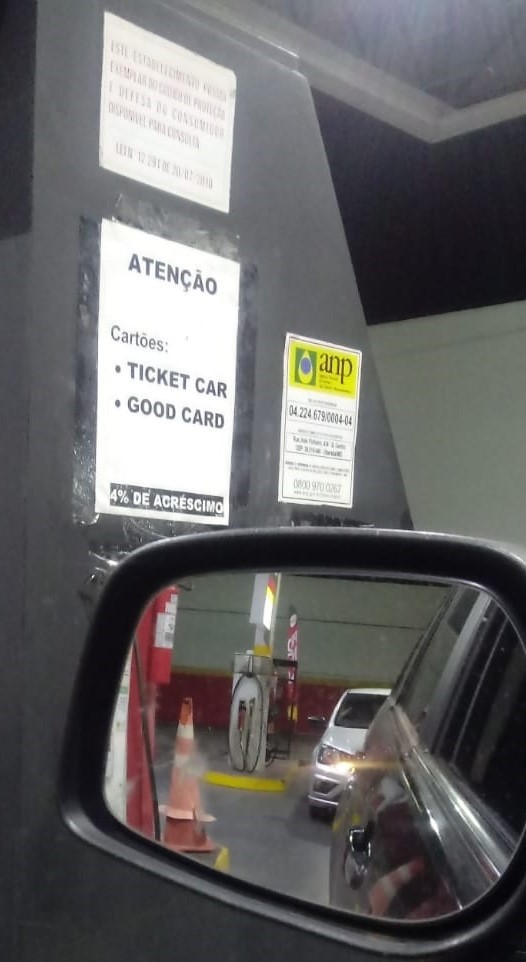 ESTE ESTABELECIMENTO POSSUI
EXEMPLAR DO CÓDIGO DE PROTEÇÃO
E DEFESA DO CONSUMIDOR
DISPONÍVEL PARA CONSULTA
LEI N° 12.291 DE 20/07/2010
ATENÇÃO
Cartões:
• TICKET CAR
• GOOD CARD
4% DE ACRÉSCIMO
anp
04.224.679/0004-04
0800 970 0267